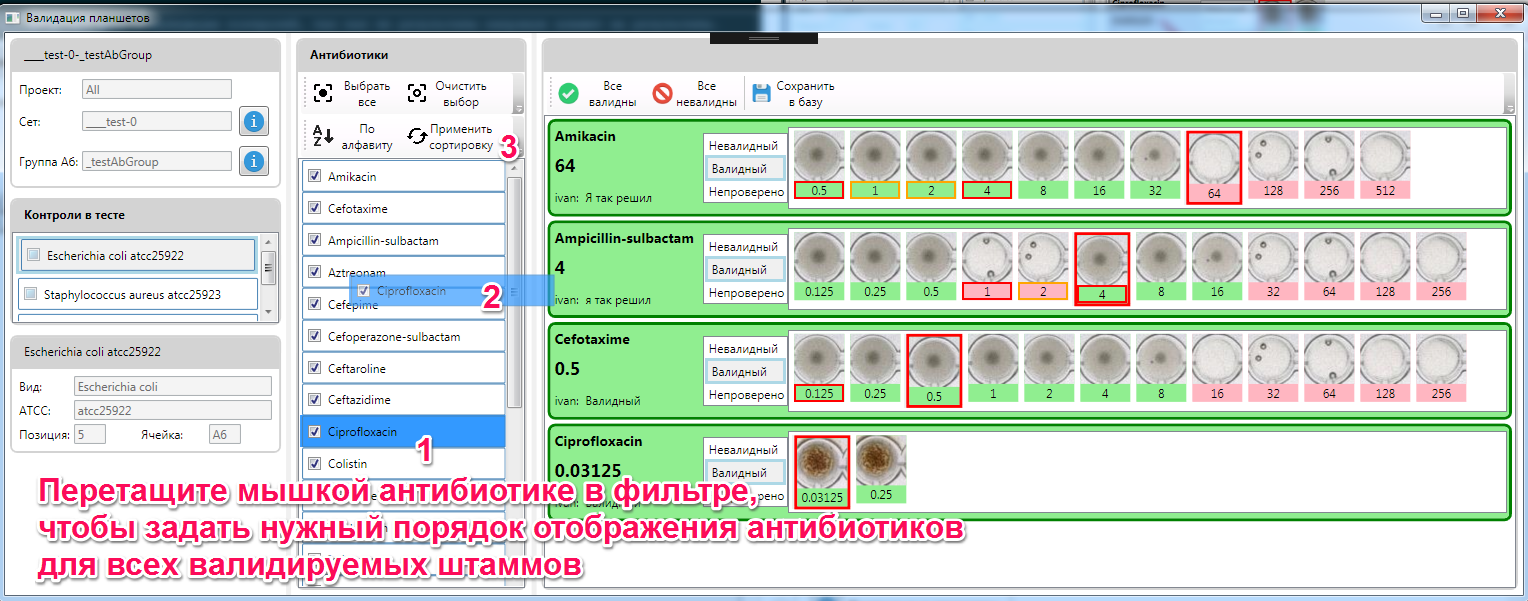 Валидация планшетов
___test-0-_testAbGroup
Проект: All
Сет: ___test-0
Группа Аб: _testAbGroup
Контроли в тесте
Escherichia coli atcc25922
Staphylococcus aureus atcc25923
Escherichia coli atcc25922
Вид: Escherichia coli
АТСС: atcc25922
Позиция: 5 Ячейка: A6
Антибиотики
Выбрать все
Очистить выбор
По алфавиту
Применить сортировку
3
Amikacin
Cefotaxime
Ampicillin-sulbactam
Aztreonam
Ciprofloxacin
2
Cefepime
Cefoperazone-sulbactam
Ceftaroline
Ceftazidime
Ciprofloxacin
1
Colistin
Все валидны
Все невалидны
Сохранить в базу
Amikacin
64
ivan: Я так решил
Невалидный
Валидный
Непроверено
0.5 1 2 4 8 16 32 64 128 256 512
Ampicillin-sulbactam
4
ivan: я так решил
Невалидный
Валидный
Непроверено
0.125 0.25 0.5 1 2 4 8 16 32 64 128 256
Cefotaxime
0.5
ivan: Валидный
Невалидный
Валидный
Непроверено
0.125 0.25 0.5 1 2 4 8 16 32 64 128 256
Ciprofloxacin
0.03125
Невалидный
Валидный
0.03125 0.25
Перетащите мышкой антибиотике в фильтре,
чтобы задать нужный порядок отображения антибиотиков
для всех валидируемых штаммов